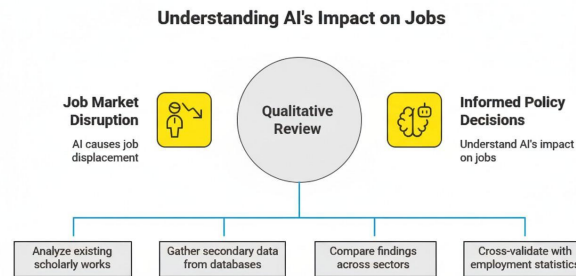 Understanding AI's Impact on Jobs
Job Market
Disruption
AI causes job
displacement
Qualitative
Review
Informed Policy
Decisions
Understand AI's impact
on jobs
Analyze existing
scholarly works
Gather secondary data
from databases
Compare findings
across sectors
Cross-validate with
employment statistics